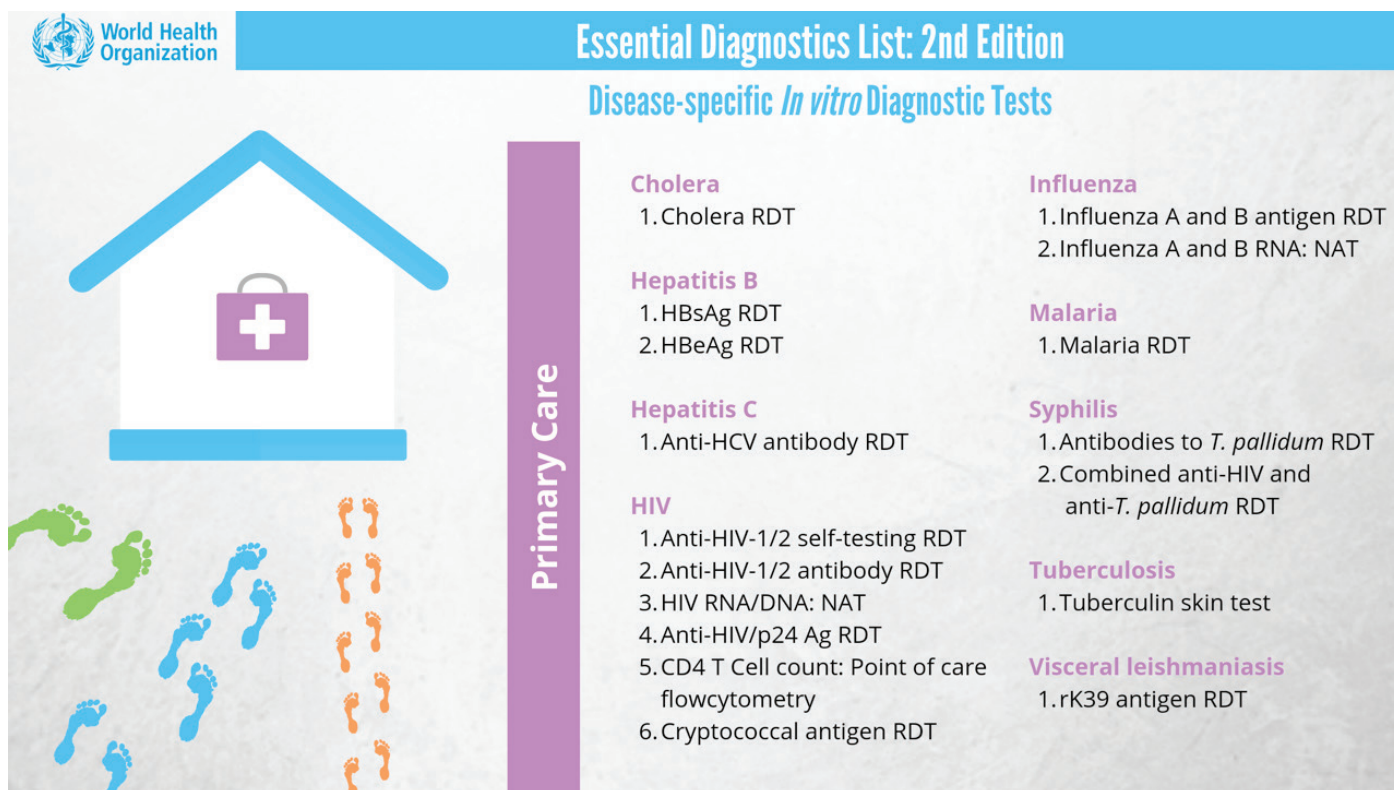 World Health
Organization
Essential Diagnostics List: 2nd Edition
Disease-specific In vitro Diagnostic Tests
Primary Care
Cholera
1. Cholera RDT
Hepatitis B
1. HBsAg RDT
2. HBeAg RDT
Hepatitis C
1. Anti-HCV antibody RDT
HIV
1. Anti-HIV-1/2 self-testing RDT
2. Anti-HIV-1/2 antibody RDT
3. HIV RNA/DNA: NAT
4. Anti-HIV/p24 Ag RDT
5. CD4 T Cell count: Point of care
flowcytometry
6. Cryptococcal antigen RDT
Influenza
1. Influenza A and B antigen RDT
2. Influenza A and B RNA: NAT
Malaria
1. Malaria RDT
Syphilis
1. Antibodies to T. pallidum RDT
2. Combined anti-HIV and
anti-T. pallidum RDT
Tuberculosis
1. Tuberculin skin test
Visceral leishmaniasis
1. rK39 antigen RDT